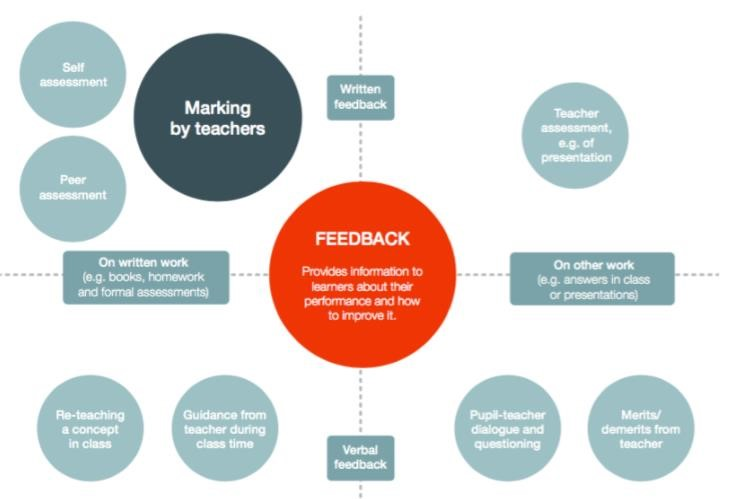 Self
assessment
Marking
by teachers
Written
feedback
Teacher
assessment,
e.g. of
presentation
Peer
assessment
FEEDBACK
Provides information to
learners about their
performance and how
to improve it.
On written work
(e.g. books, homework
and formal assessments)
On other work
(e.g. answers in class
or presentations)
Re-teaching
a concept
in class
Guidance from
teacher during
class time
Verbal
feedback
Pupil-teacher
dialogue and
questioning
Merits/
demerits from
teacher